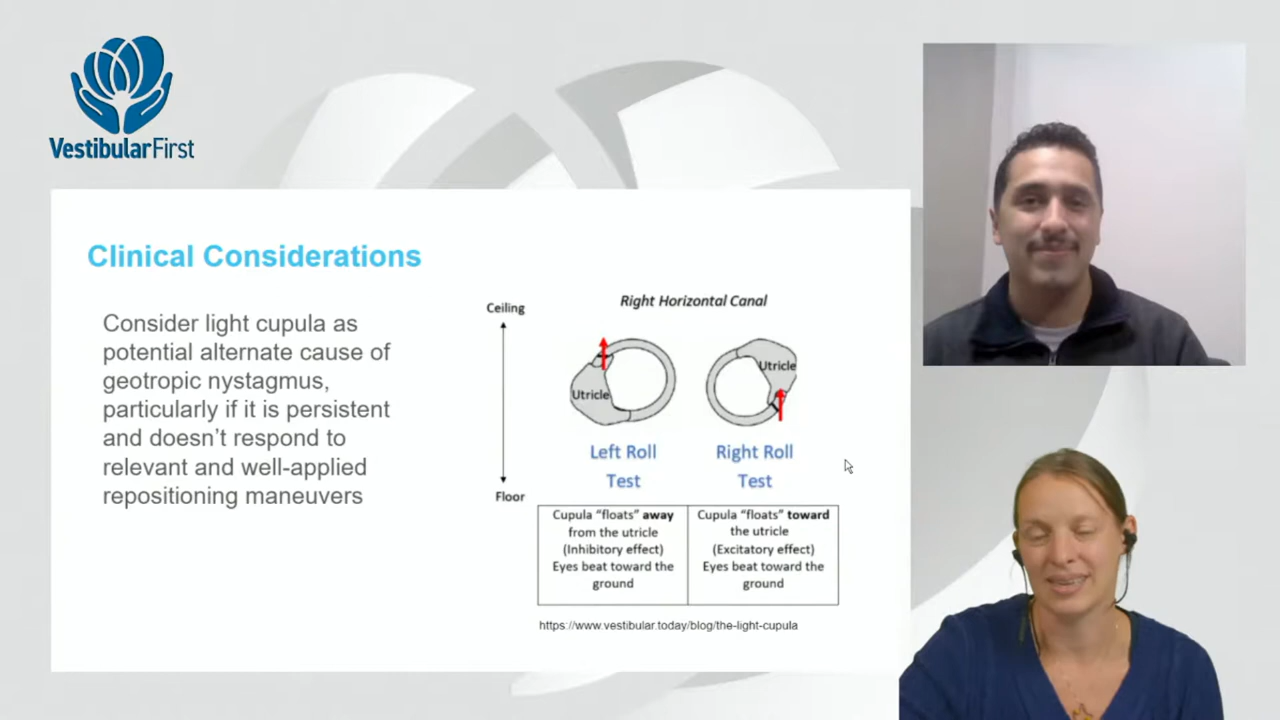 VestibularFirst
Clinical Considerations
Consider light cupula as
potential alternate cause of
geotropic nystagmus,
particularly if it is persistent
and doesn’t respond to
relevant and well-applied
repositioning maneuvers
Right Horizontal Canal
Ceiling
Floor
Utricle
Utricle
Left Roll
Test
Right Roll
Test
Cupula “floats” away
from the utricle
(Inhibitory effect)
Eyes beat toward the
ground
Cupula “floats” toward
the utricle
(Excitatory effect)
Eyes beat toward the
ground
https://www.vestibular.today/blog/the-light-cupula